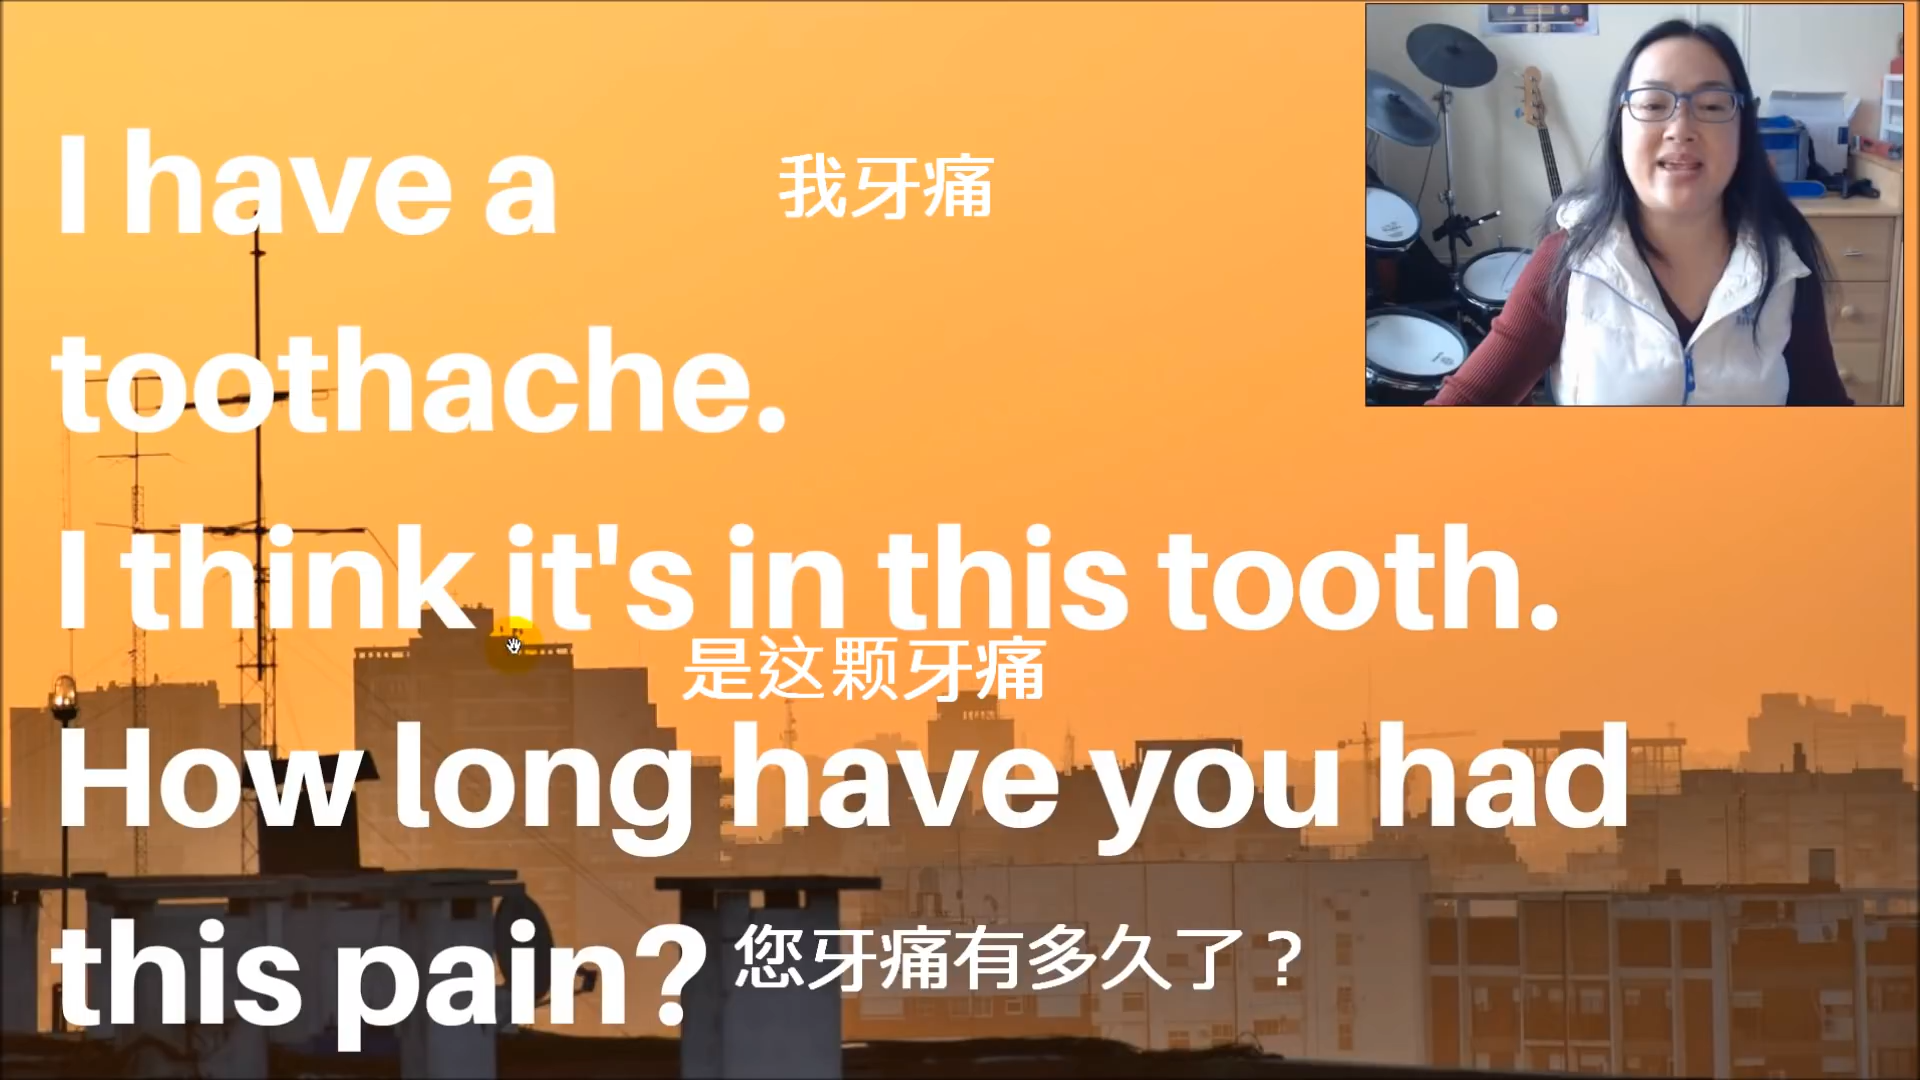 I have a
我牙痛
toothache.
I think it's in this tooth.
是这颗牙痛
How long have you had
this pain?
您牙痛有多久了？